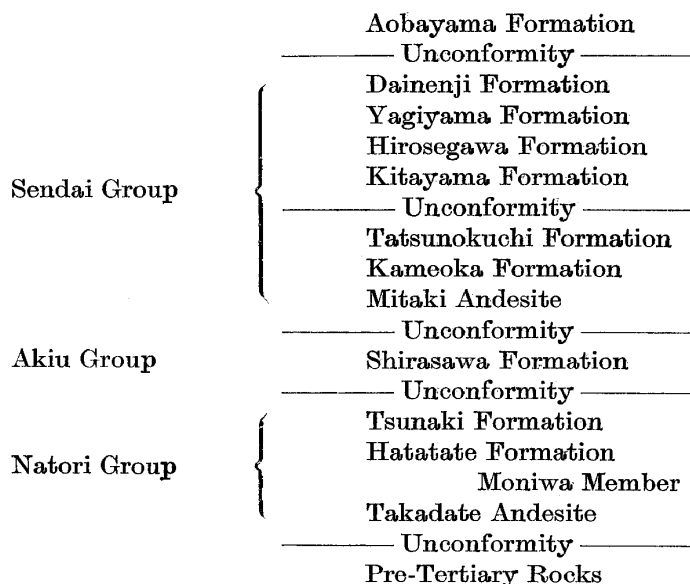 Aobayama Formation
Unconformity
Dainenji Formation
Yagiyama Formation
Hirosegawa Formation
Sendai Group Kitayama Formation
Unconformity
Tatsunokuchi Formation
Kameoka Formation
Mitaki Andesite
Unconformity
Akiu Group Shirasawa Formation
Unconformity
Tsunaki Formation
Natori Group Hatatate Formation
Moniwa Member
Takadate Andesite
Unconformity
Pre-Tertiary Rocks